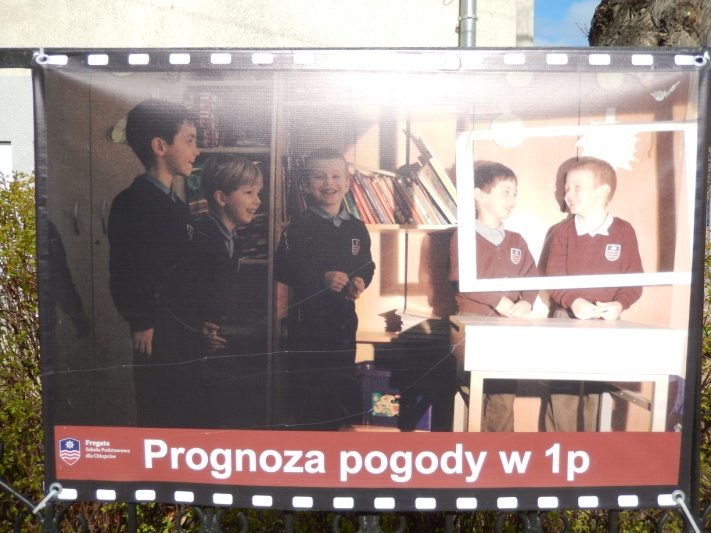 Fregata
Szkoła Podstawowa
dla Chłopców
Prognoza pogody w 1p